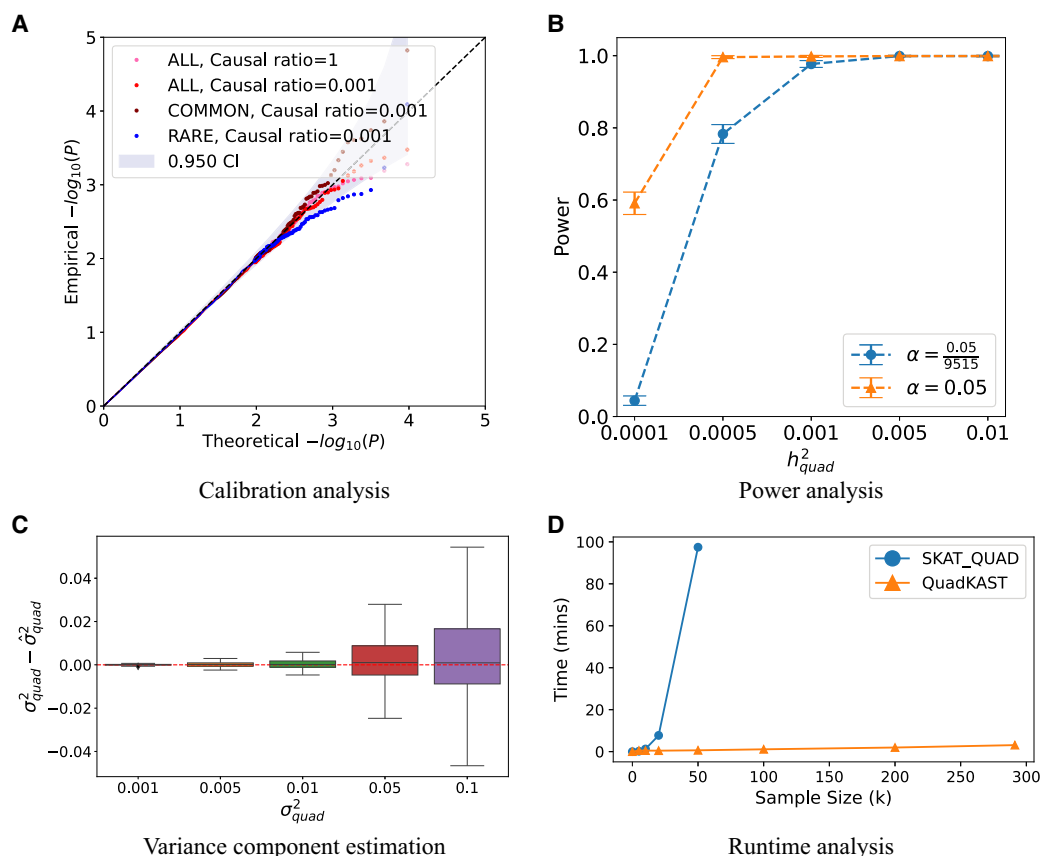 A
5
4
3
2
1
0
0
1
2
3
4
5
Empirical −log10(P)
Theoretical −log10(P)
ALL, Causal ratio=1
ALL, Causal ratio=0.001
COMMON, Causal ratio=0.001
RARE, Causal ratio=0.001
0.950 CI
Calibration analysis
B
1.0
0.8
0.6
0.4
0.2
0.0
0.0001
0.0005
0.001
0.005
0.01
Power
h²quad
α = 0.05/9515
α = 0.05
Power analysis
C
0.04
0.02
0.00
−0.02
−0.04
0.001
0.005
0.01
0.05
0.1
σ²quad − σ̂²quad
σ²quad
Variance component estimation
D
100
80
60
40
20
0
0
50
100
150
200
250
300
Time (mins)
Sample Size (k)
SKAT_QUAD
QuadKAST
Runtime analysis